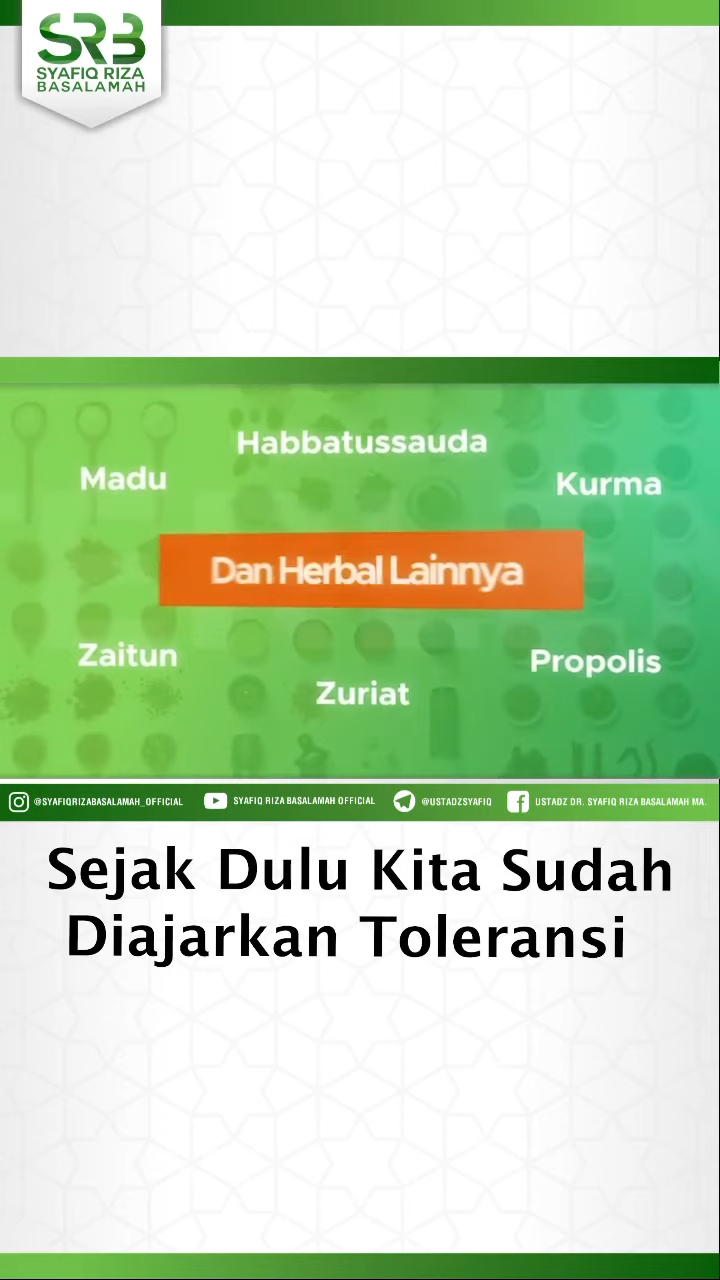 SRB
SYAFIQ RIZA
BASALAMAH
Habbatussauda
Madu
Kurma
Dan Herbal Lainnya
Zaitun
Propolis
Zuriat
@SYAFIQRIZABASALAMAH_OFFICIAL SYAFIQ RIZA BASALAMAH OFFICIAL @USTADZSYAFIQ USTADZ DR. SYAFIQ RIZA BASALAMAH MA.
Sejak Dulu Kita Sudah
Diajarkan Toleransi